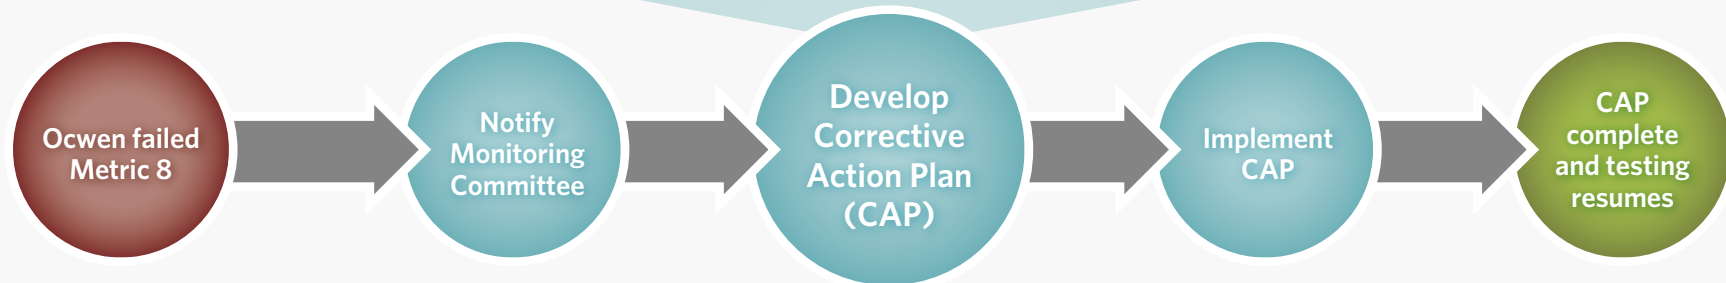 Ocwen failed
Metric 8
Notify
Monitoring
Committee
Develop
Corrective
Action Plan
(CAP)
Implement
CAP
CAP
complete
and testing
resumes